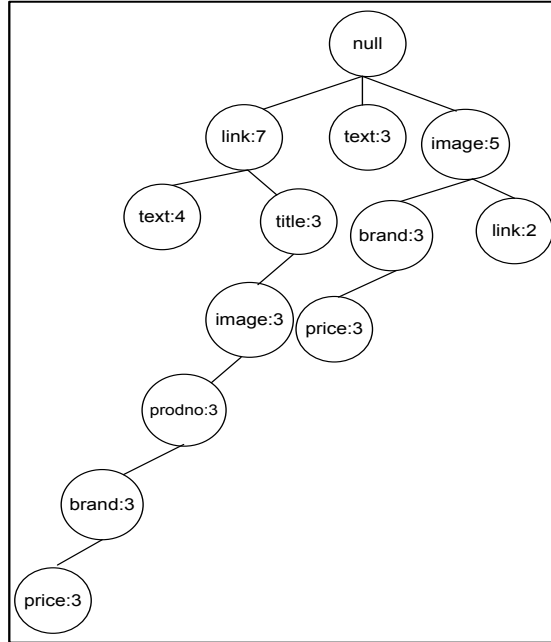 null
link:7
text:3
image:5
text:4
title:3
brand:3
link:2
image:3
price:3
prodno:3
brand:3
price:3